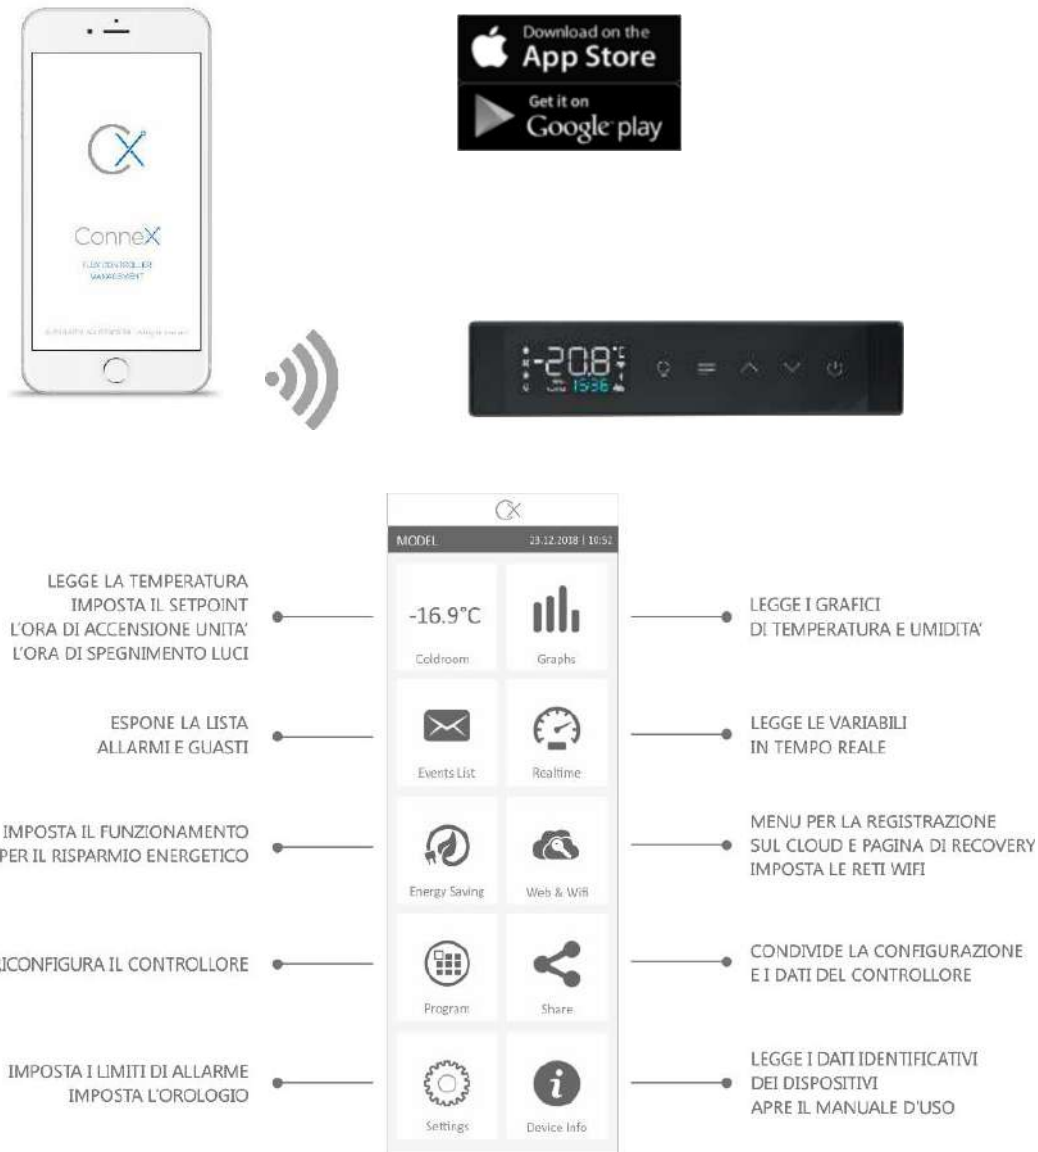 Download on the
App Store
Get it on
Google play
CX
ConneX
MANAGEMENT
-20.8°C
15:36
CX
MODEL 23.12.2018 | 10:52
LEGGE LA TEMPERATURA
IMPOSTA IL SETPOINT
L'ORA DI ACCENSIONE UNITA'
L'ORA DI SPEGNIMENTO LUCI
-16.9°C
Coldroom
Graphs
LEGGE I GRAFICI
DI TEMPERATURA E UMIDITA'
ESPONE LA LISTA
ALLARMI E GUASTI
Events List
Realtime
LEGGE LE VARIABILI
IN TEMPO REALE
IMPOSTA IL FUNZIONAMENTO
PER IL RISPARMIO ENERGETICO
Energy Saving
Web & Wifi
MENU PER LA REGISTRAZIONE
SUL CLOUD E PAGINA DI RECOVERY
IMPOSTA LE RETI WIFI
RICONFIGURA IL CONTROLLORE
Program
Share
CONDIVIDE LA CONFIGURAZIONE
E I DATI DEL CONTROLLORE
IMPOSTA I LIMITI DI ALLARME
IMPOSTA L'OROLOGIO
Settings
Device Info
LEGGE I DATI IDENTIFICATIVI
DEI DISPOSITIVI
APRE IL MANUALE D'USO